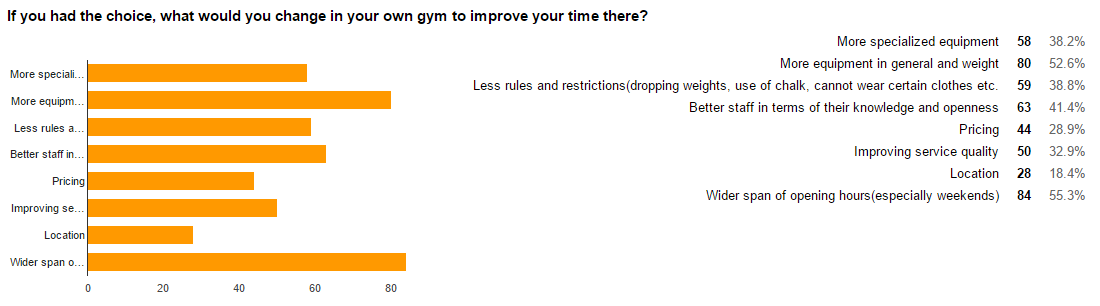 If you had the choice, what would you change in your own gym to improve your time there?
More speciali...
More equipm...
Less rules a...
Better staff in...
Pricing
Improving se...
Location
Wider span o...
0 20 40 60 80
More specialized equipment 58 38.2%
More equipment in general and weight 80 52.6%
Less rules and restrictions(dropping weights, use of chalk, cannot wear certain clothes etc. 59 38.8%
Better staff in terms of their knowledge and openness 63 41.4%
Pricing 44 28.9%
Improving service quality 50 32.9%
Location 28 18.4%
Wider span of opening hours(especially weekends) 84 55.3%